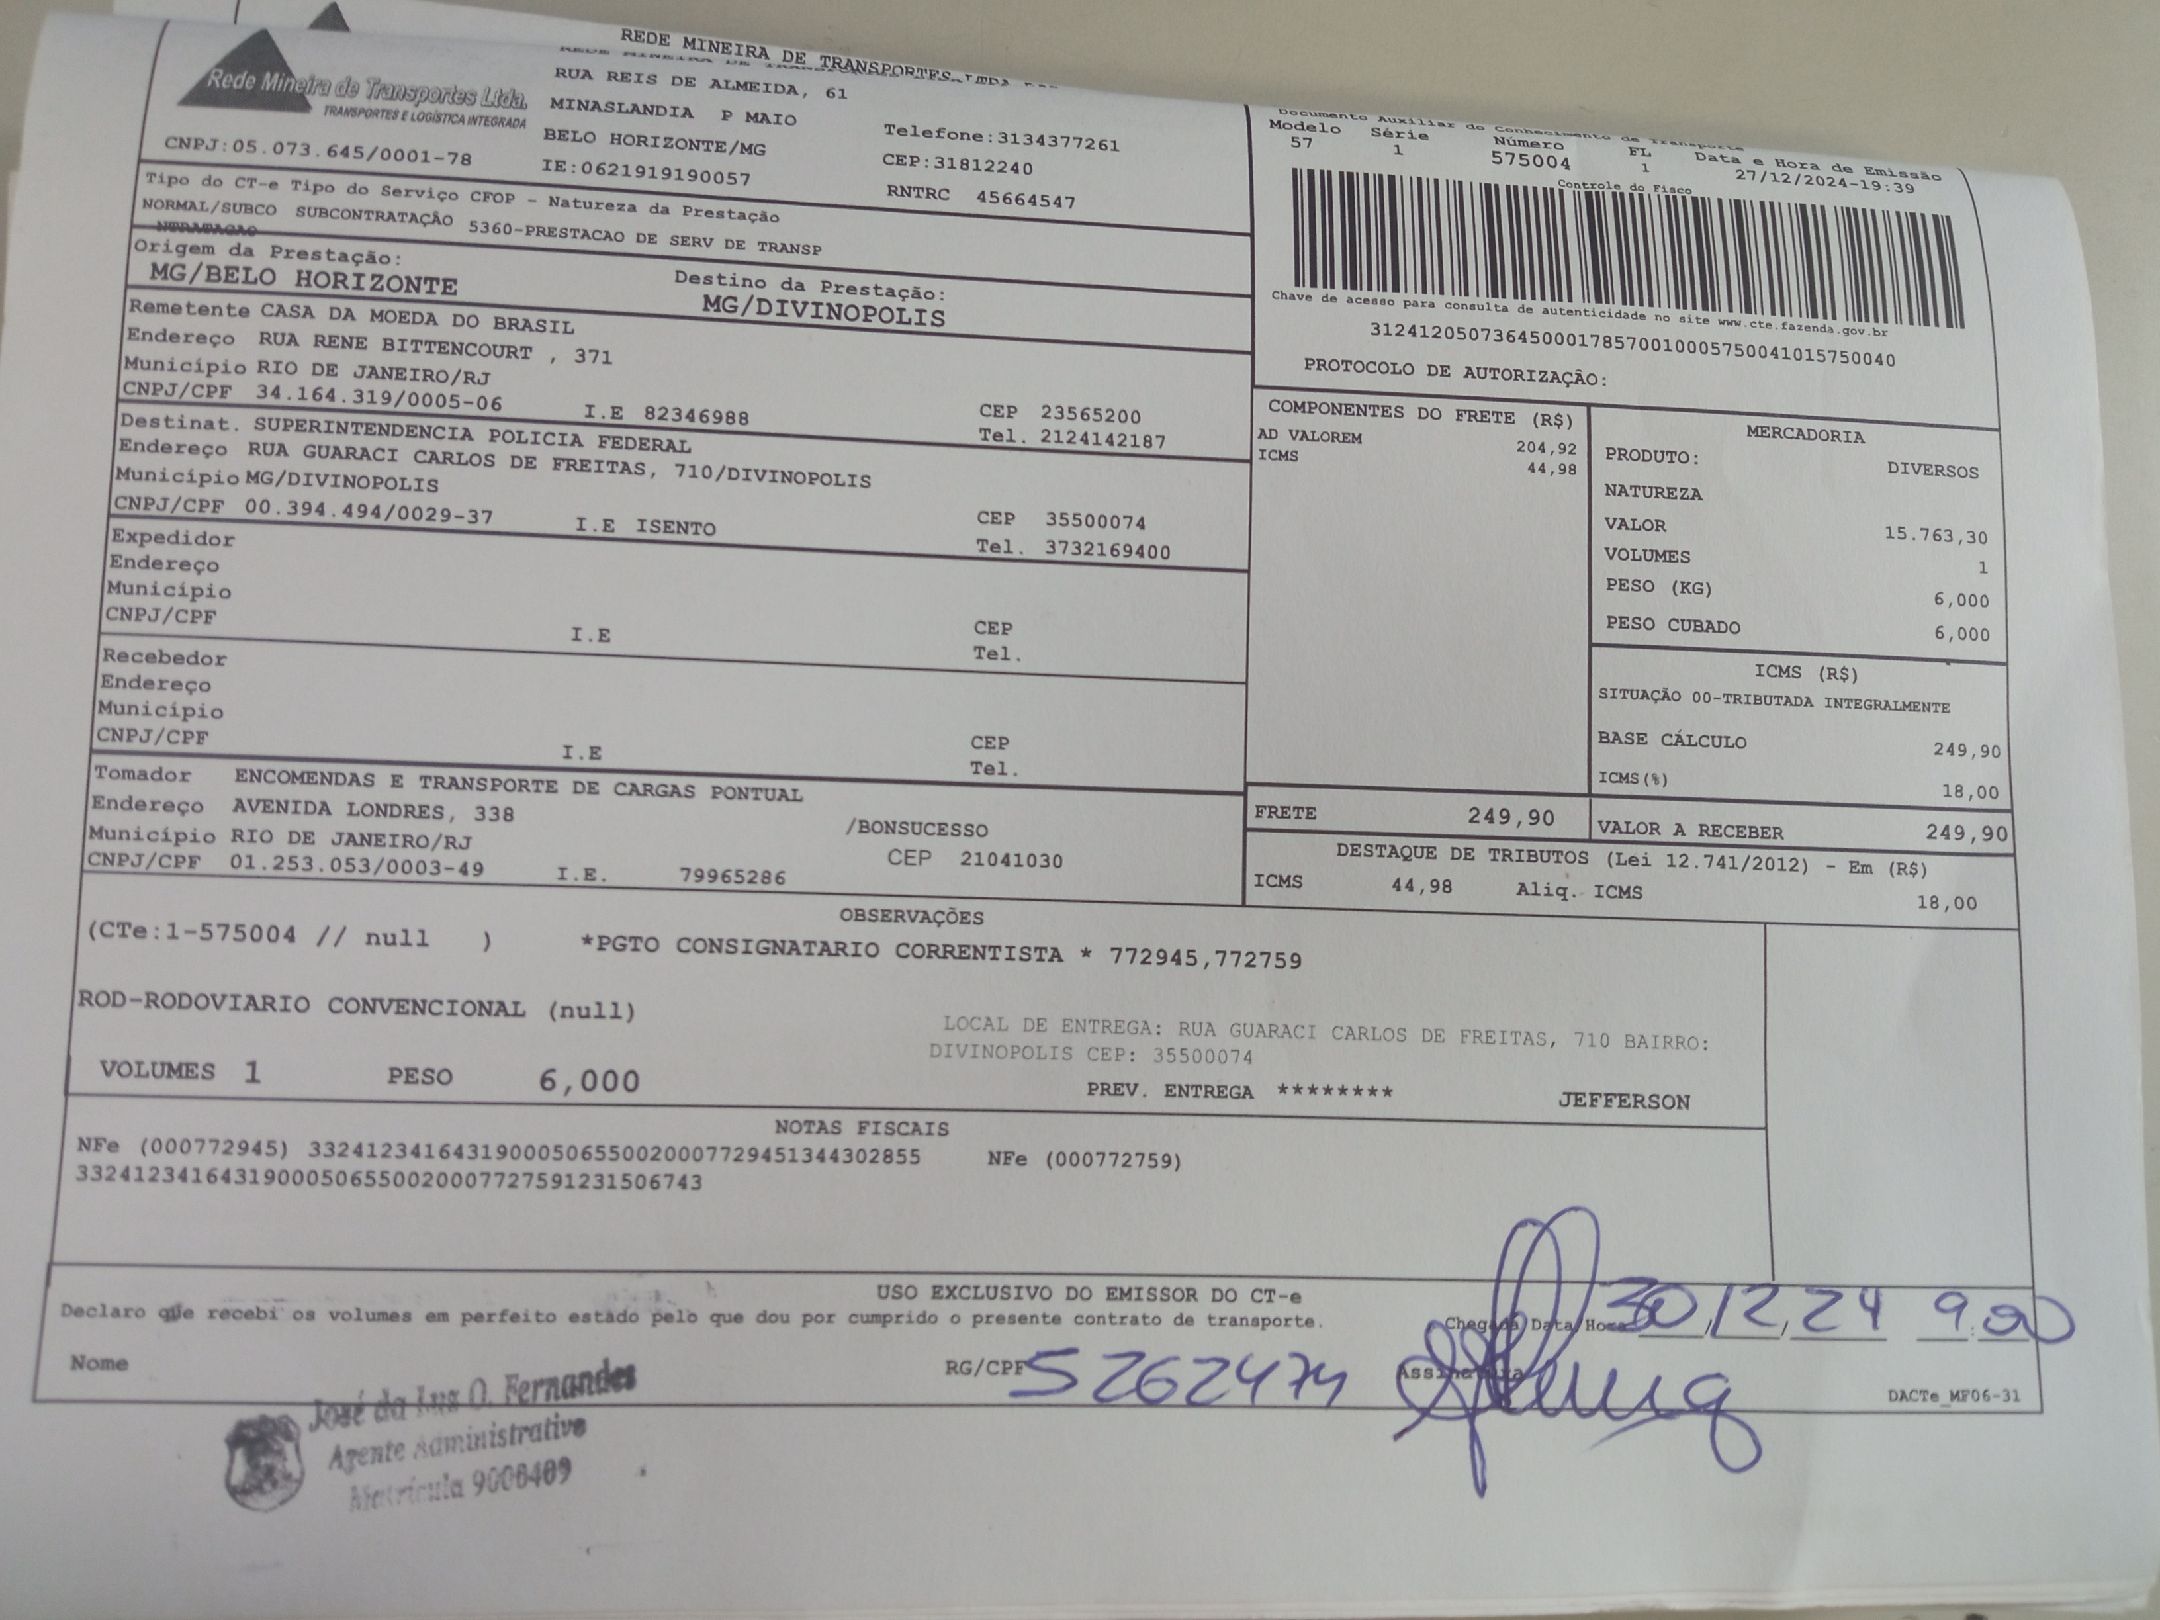 REDE MINEIRA DE TRANSPORTES LTDA
Rede Mineira de Transportes Ltda.
TRANSPORTES E LOGÍSTICA INTEGRADA
RUA REIS DE ALMEIDA, 61
MINASLANDIA P MAIO
BELO HORIZONTE/MG
Telefone:3134377261
CNPJ:05.073.645/0001-78
IE:0621919190057
CEP:31812240
RNTRC 45664547
Documento Auxiliar do Conhecimento de Transporte
Modelo Série Número FL Data e Hora de Emissão
57 1 575004 1 27/12/2024-19:39
Controle do Fisco
Chave de acesso para consulta de autenticidade no site www.cte.fazenda.gov.br
31241205073645000178570010005750041015750040
PROTOCOLO DE AUTORIZAÇÃO:
Tipo do CT-e Tipo do Serviço CFOP - Natureza da Prestação
NORMAL/SUBCO SUBCONTRATAÇÃO 5360-PRESTACAO DE SERV DE TRANSP
NTRATACAO
Origem da Prestação: Destino da Prestação:
MG/BELO HORIZONTE MG/DIVINOPOLIS
Remetente CASA DA MOEDA DO BRASIL
Endereço RUA RENE BITTENCOURT , 371
Município RIO DE JANEIRO/RJ CEP 23565200
CNPJ/CPF 34.164.319/0005-06 I.E 82346988 Tel. 2124142187
Destinat. SUPERINTENDENCIA POLICIA FEDERAL
Endereço RUA GUARACI CARLOS DE FREITAS, 710/DIVINOPOLIS
Município MG/DIVINOPOLIS CEP 35500074
CNPJ/CPF 00.394.494/0029-37 I.E ISENTO Tel. 3732169400
Expedidor
Endereço
Município CEP
CNPJ/CPF I.E Tel.
Recebedor
Endereço
Município CEP
CNPJ/CPF I.E Tel.
Tomador ENCOMENDAS E TRANSPORTE DE CARGAS PONTUAL
Endereço AVENIDA LONDRES, 338 /BONSUCESSO
Município RIO DE JANEIRO/RJ CEP 21041030
CNPJ/CPF 01.253.053/0003-49 I.E. 79965286
COMPONENTES DO FRETE (R$)
AD VALOREM 204,92
ICMS 44,98
MERCADORIA
PRODUTO: DIVERSOS
NATUREZA
VALOR 15.763,30
VOLUMES 1
PESO (KG) 6,000
PESO CUBADO 6,000
ICMS (R$)
SITUAÇÃO 00-TRIBUTADA INTEGRALMENTE
BASE CÁLCULO 249,90
ICMS(%) 18,00
FRETE 249,90 VALOR A RECEBER 249,90
DESTAQUE DE TRIBUTOS (Lei 12.741/2012) - Em (R$)
ICMS 44,98 Aliq. ICMS 18,00
OBSERVAÇÕES
(CTe:1-575004 // null ) *PGTO CONSIGNATARIO CORRENTISTA * 772945,772759
ROD-RODOVIARIO CONVENCIONAL (null)
LOCAL DE ENTREGA: RUA GUARACI CARLOS DE FREITAS, 710 BAIRRO:
DIVINOPOLIS CEP: 35500074
VOLUMES 1 PESO 6,000 PREV. ENTREGA ******** JEFFERSON
NOTAS FISCAIS
NFe (000772945) 33241234164319000506550020007729451344302855 NFe (000772759)
33241234164319000506550020007727591231506743
USO EXCLUSIVO DO EMISSOR DO CT-e
Declaro que recebi os volumes em perfeito estado pelo que dou por cumprido o presente contrato de transporte. Chegada Data/Hora 30/12/24 9:00
Nome RG/CPF 5262474 Assinatura
DACTe_MF06-31
José da Luz O. Fernandes
Agente Administrativo
Matrícula 9000409